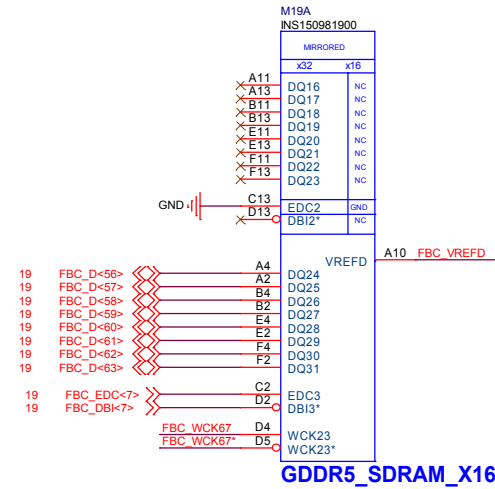 M19A
INS150981900
MIRRORED
x32 x16
A11 DQ16 NC
A13 DQ17 NC
B11 DQ18 NC
B13 DQ19 NC
E11 DQ20 NC
E13 DQ21 NC
F11 DQ22 NC
F13 DQ23 NC
GND C13 EDC2 GND
D13 DBI2* NC
VREFD A10 FBC_VREFD
19 FBC_D<56> A4 DQ24
19 FBC_D<57> A2 DQ25
19 FBC_D<58> B4 DQ26
19 FBC_D<59> B2 DQ27
19 FBC_D<60> E4 DQ28
19 FBC_D<61> E2 DQ29
19 FBC_D<62> F4 DQ30
19 FBC_D<63> F2 DQ31
19 FBC_EDC<7> C2 EDC3
19 FBC_DBI<7> D2 DBI3*
FBC_WCK67 D4 WCK23
FBC_WCK67* D5 WCK23*
GDDR5_SDRAM_X16